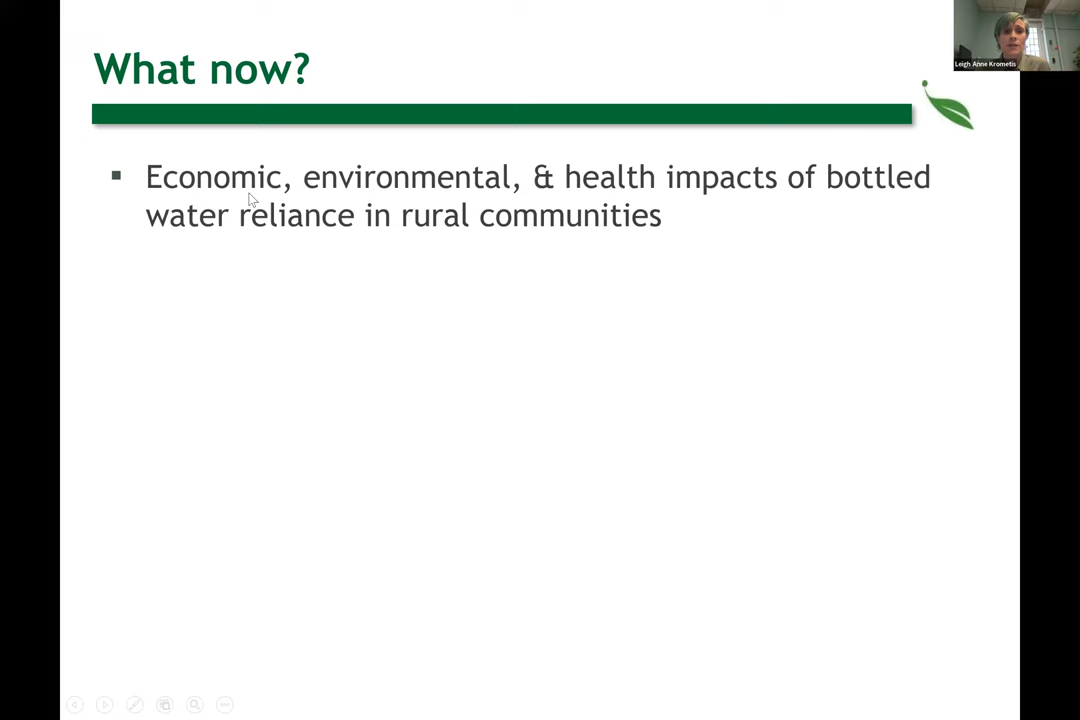 Leigh Anne Krometis
What now?
▪ Economic, environmental, & health impacts of bottled
water reliance in rural communities